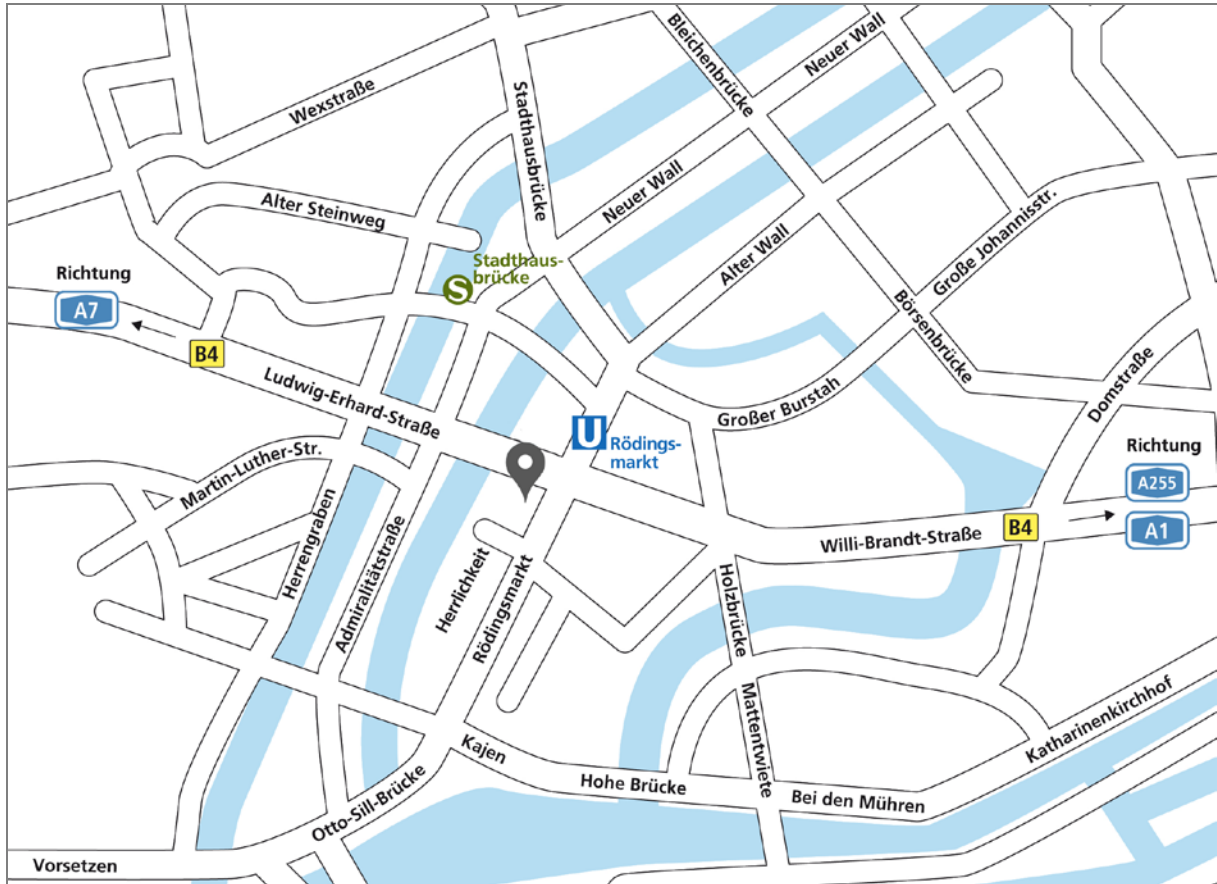 Bleichenbrücke
Neuer Wall
Wexstraße
Stadthausbrücke
Neuer Wall
Alter Steinweg
Große Johannisstr.
Alter Wall
Stadthaus-
brücke
S
Richtung
A7
B4
Börsenbrücke
Ludwig-Erhard-Straße
Domstraße
Großer Burstah
U
Rödings-
markt
Martin-Luther-Str.
Richtung
A255
A1
B4
Willi-Brandt-Straße
Herrengraben
Admiralitätstraße
Herrlichkeit
Rödingsmarkt
Holzbrücke
Mattentwiete
Katharinenkirchhof
Kajen
Hohe Brücke
Bei den Mühren
Otto-Sill-Brücke
Vorsetzen